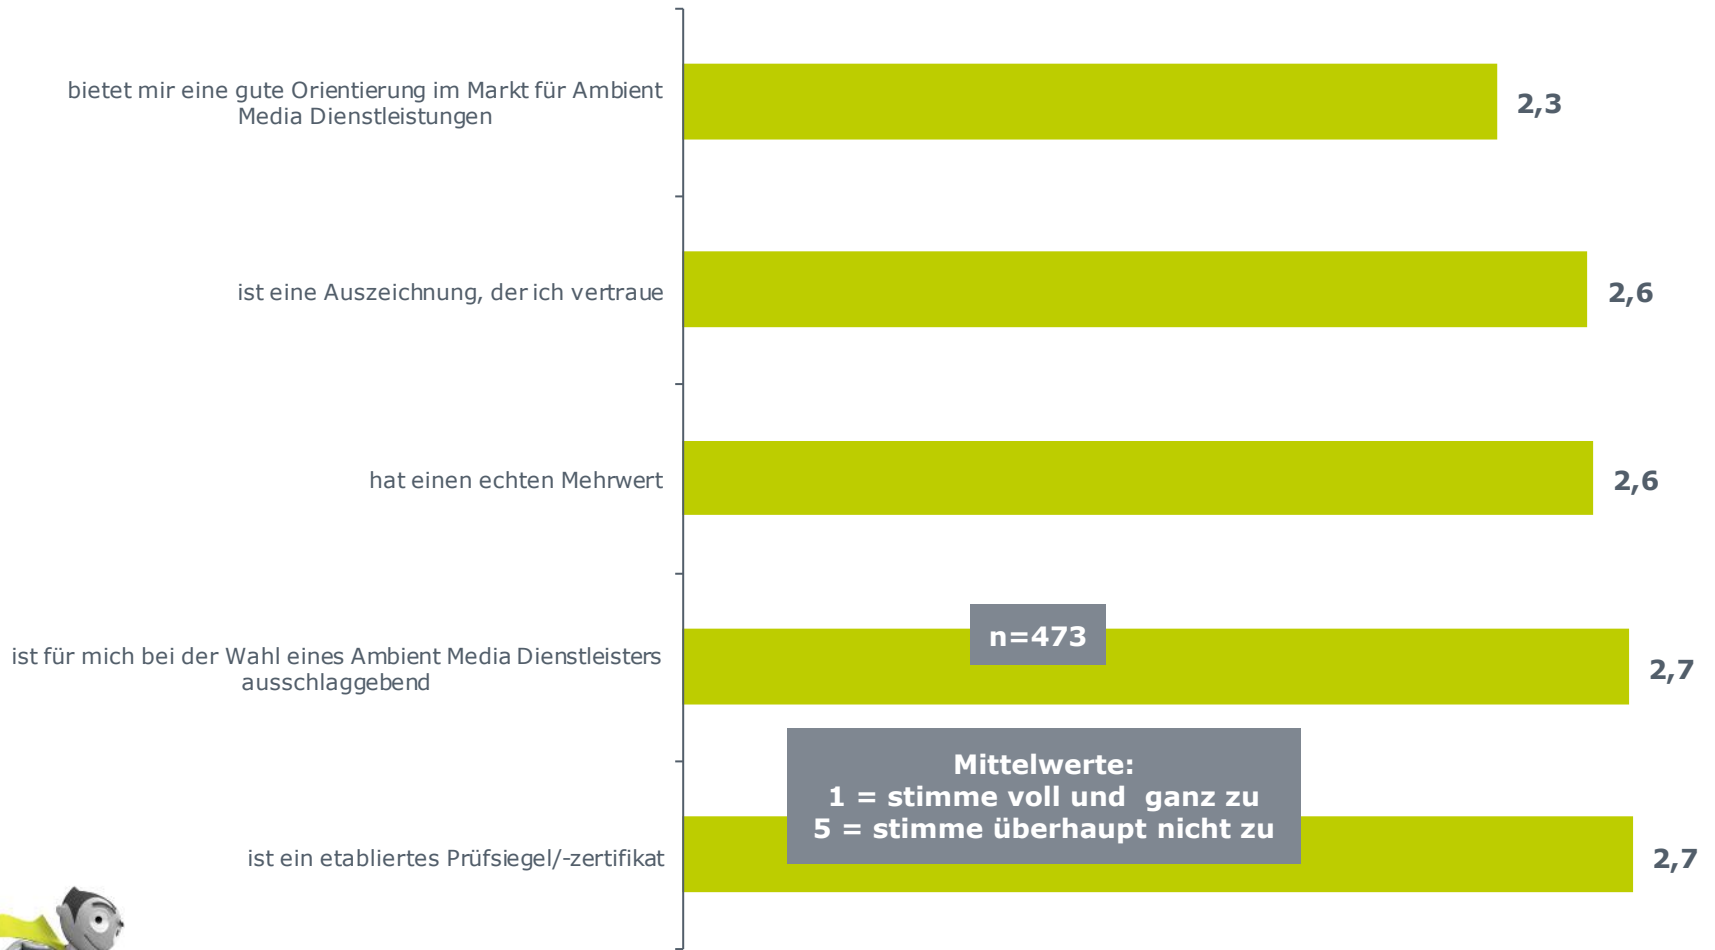 bietet mir eine gute Orientierung im Markt für Ambient
Media Dienstleistungen
2,3
ist eine Auszeichnung, der ich vertraue
2,6
hat einen echten Mehrwert
2,6
n=473
ist für mich bei der Wahl eines Ambient Media Dienstleisters
ausschlaggebend
2,7
Mittelwerte:
1 = stimme voll und ganz zu
5 = stimme überhaupt nicht zu
ist ein etabliertes Prüfsiegel/-zertifikat
2,7